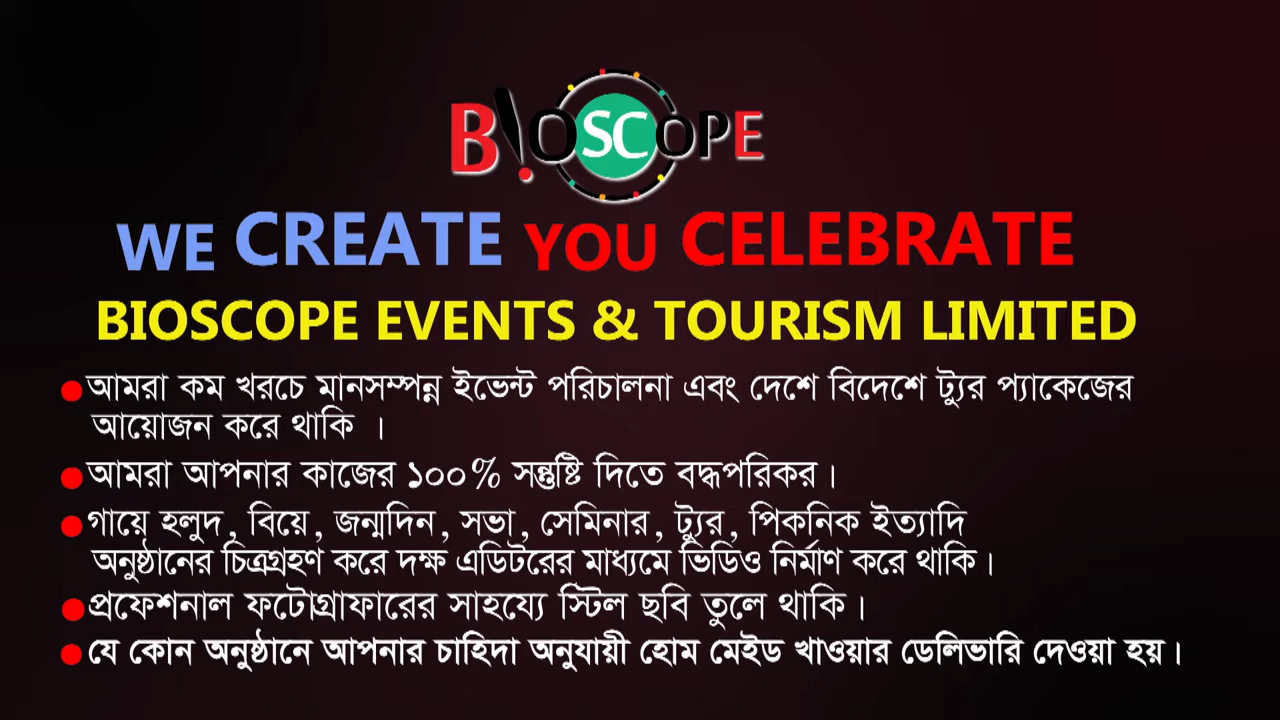 B!OSCOPE
WE CREATE YOU CELEBRATE
BIOSCOPE EVENTS & TOURISM LIMITED
আমরা কম খরচে মানসম্পন্ন ইভেন্ট পরিচালনা এবং দেশে বিদেশে ট্যুর প্যাকেজের
আয়োজন করে থাকি ।
আমরা আপনার কাজের ১০০% সন্তুষ্টি দিতে বদ্ধপরিকর।
গায়ে হলুদ, বিয়ে, জন্মদিন, সভা, সেমিনার, ট্যুর, পিকনিক ইত্যাদি
অনুষ্ঠানের চিত্রগ্রহণ করে দক্ষ এডিটরের মাধ্যমে ভিডিও নির্মাণ করে থাকি।
প্রফেশনাল ফটোগ্রাফারের সাহয্যে স্টিল ছবি তুলে থাকি।
যে কোন অনুষ্ঠানে আপনার চাহিদা অনুযায়ী হোম মেইড খাওয়ার ডেলিভারি দেওয়া হয়।